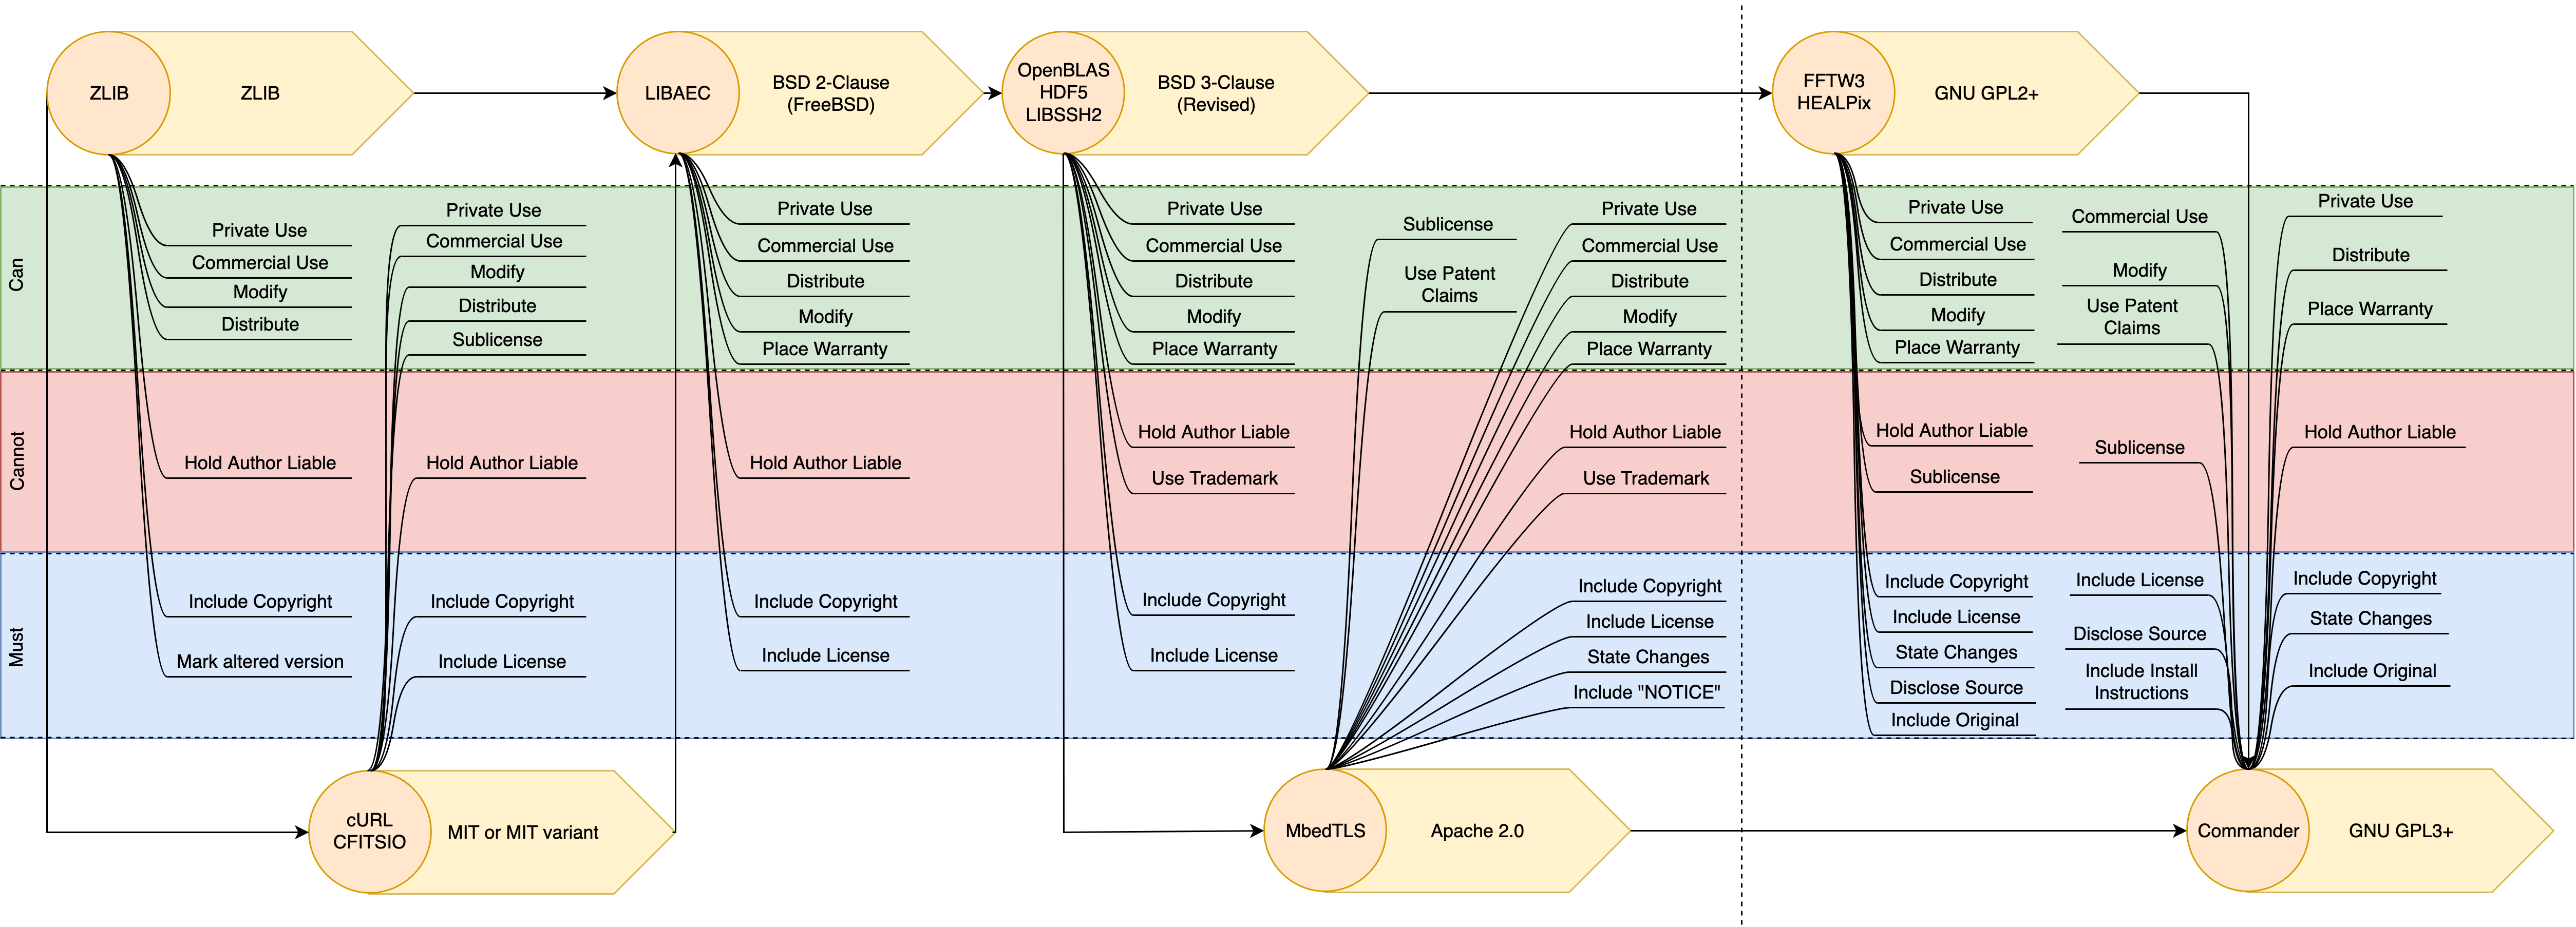 ZLIB
ZLIB
LIBAEC
BSD 2-Clause
(FreeBSD)
OpenBLAS
HDF5
LIBSSH2
BSD 3-Clause
(Revised)
FFTW3
HEALPix
GNU GPL2+
Can
Private Use
Commercial Use
Modify
Distribute
Private Use
Commercial Use
Modify
Distribute
Sublicense
Private Use
Commercial Use
Distribute
Modify
Place Warranty
Private Use
Commercial Use
Distribute
Modify
Place Warranty
Sublicense
Use Patent
Claims
Private Use
Commercial Use
Distribute
Modify
Place Warranty
Private Use
Commercial Use
Distribute
Modify
Place Warranty
Commercial Use
Modify
Use Patent
Claims
Private Use
Distribute
Place Warranty
Cannot
Hold Author Liable
Hold Author Liable
Hold Author Liable
Hold Author Liable
Use Trademark
Hold Author Liable
Use Trademark
Hold Author Liable
Sublicense
Sublicense
Hold Author Liable
Must
Include Copyright
Mark altered version
Include Copyright
Include License
Include Copyright
Include License
Include Copyright
Include License
Include Copyright
Include License
State Changes
Include "NOTICE"
Include Copyright
Include License
State Changes
Disclose Source
Include Original
Include License
Disclose Source
Include Install
Instructions
Include Copyright
State Changes
Include Original
cURL
CFITSIO
MIT or MIT variant
MbedTLS
Apache 2.0
Commander
GNU GPL3+